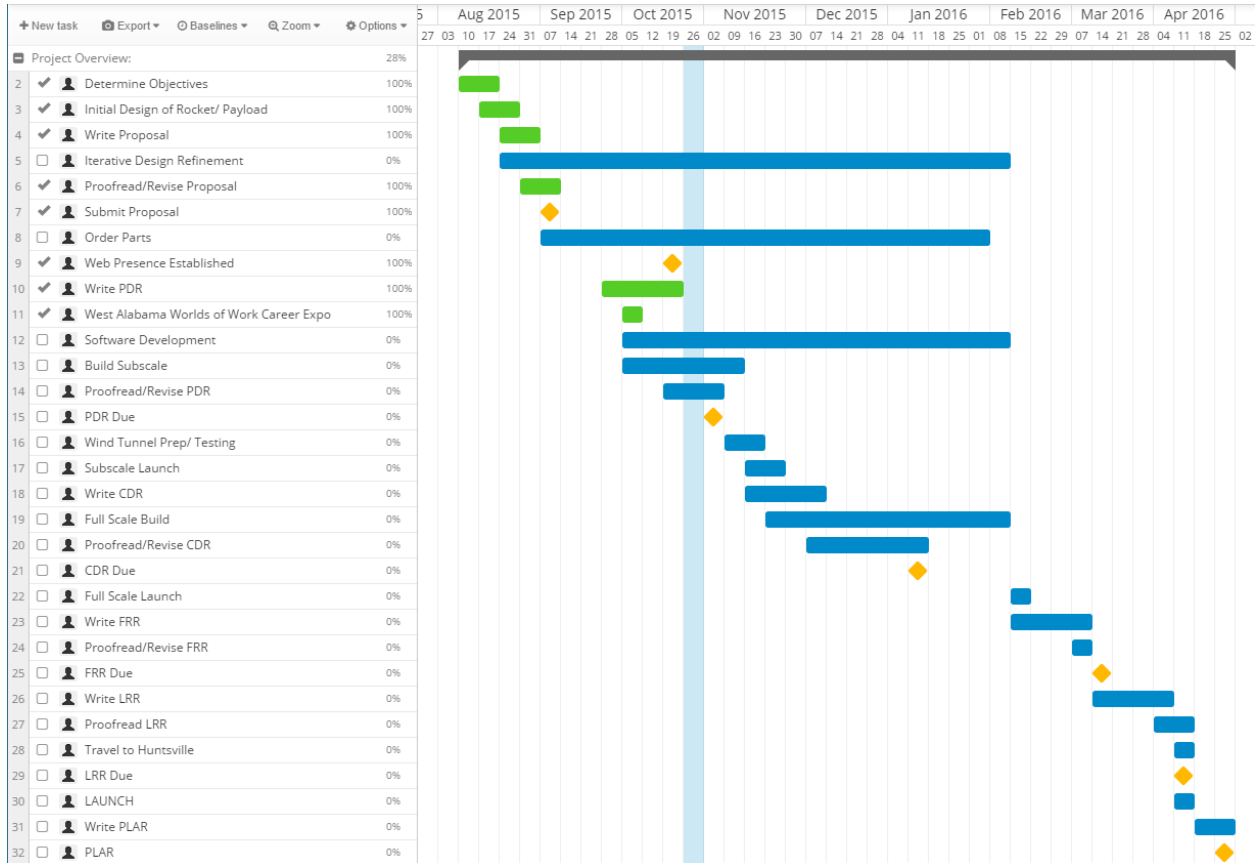 New task Export Baselines Zoom Options
5 Aug 2015 Sep 2015 Oct 2015 Nov 2015 Dec 2015 Jan 2016 Feb 2016 Mar 2016 Apr 2016
27 03 10 17 24 31 07 14 21 28 05 12 19 26 02 09 16 23 30 07 14 21 28 04 11 18 25 01 08 15 22 29 07 14 21 28 04 11 18 25 02
Project Overview: 28%
2 Determine Objectives 100%
3 Initial Design of Rocket/ Payload 100%
4 Write Proposal 100%
5 Iterative Design Refinement 0%
6 Proofread/Revise Proposal 100%
7 Submit Proposal 100%
8 Order Parts 0%
9 Web Presence Established 100%
10 Write PDR 100%
11 West Alabama Worlds of Work Career Expo 100%
12 Software Development 0%
13 Build Subscale 0%
14 Proofread/Revise PDR 0%
15 PDR Due 0%
16 Wind Tunnel Prep/ Testing 0%
17 Subscale Launch 0%
18 Write CDR 0%
19 Full Scale Build 0%
20 Proofread/Revise CDR 0%
21 CDR Due 0%
22 Full Scale Launch 0%
23 Write FRR 0%
24 Proofread/Revise FRR 0%
25 FRR Due 0%
26 Write LRR 0%
27 Proofread LRR 0%
28 Travel to Huntsville 0%
29 LRR Due 0%
30 LAUNCH 0%
31 Write PLAR 0%
32 PLAR 0%